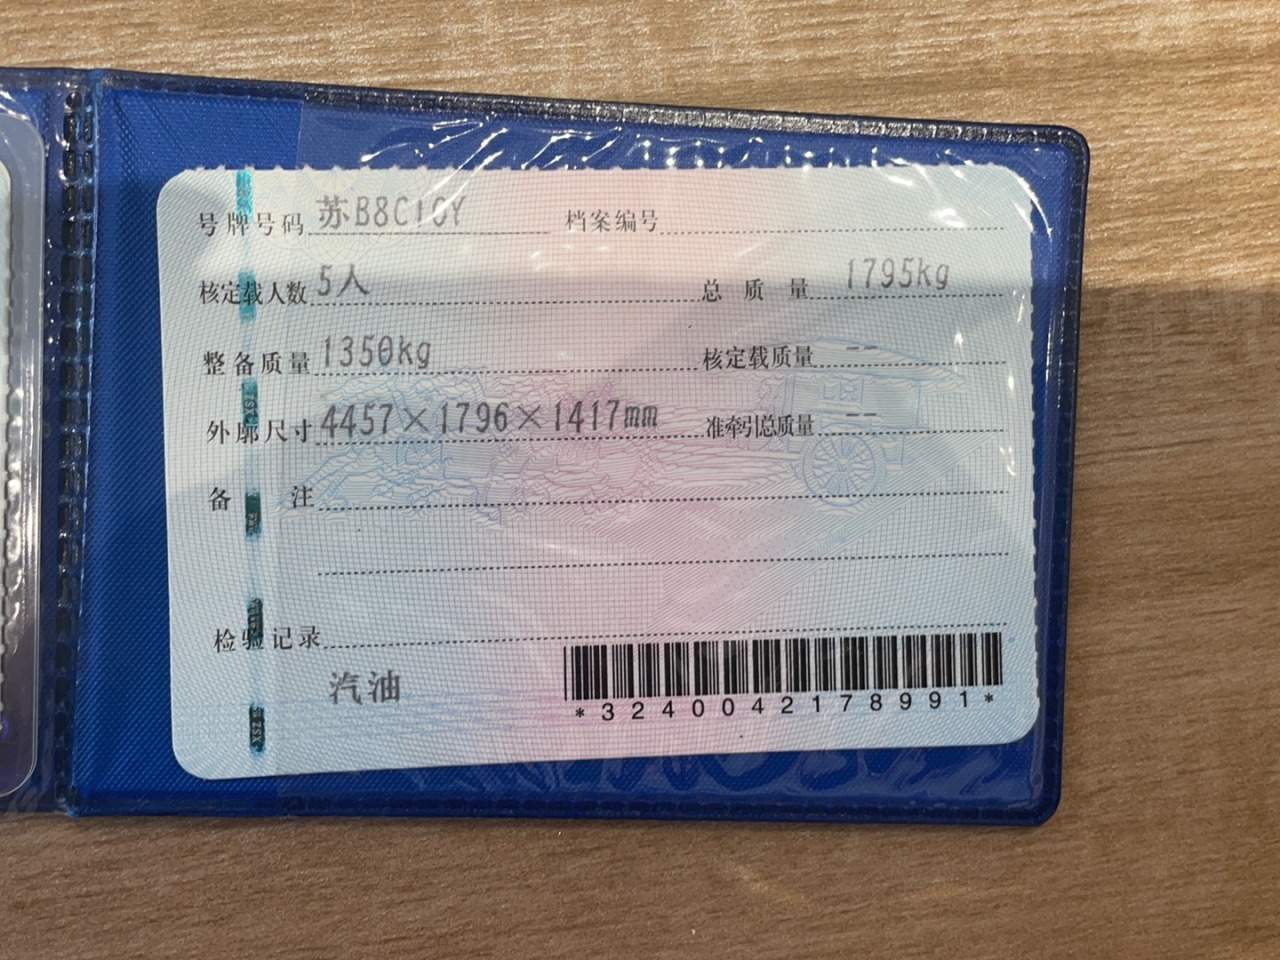 号牌号码 苏B8C10Y 档案编号
核定载人数 5人 总质量 1795kg
整备质量 1350kg 核定载质量 --
外廓尺寸 4457×1796×1417mm 准牵引总质量 --
备注
检验记录
汽油
*3240042178991*